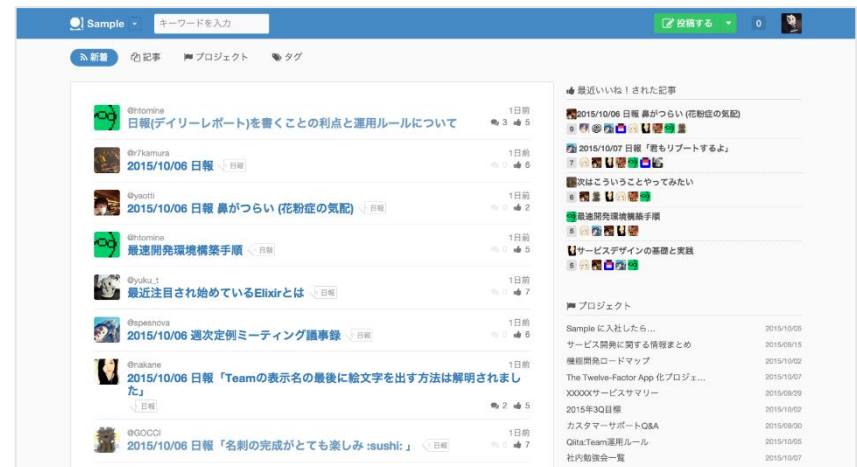 Sample
キーワードを入力
投稿する
0
新着
記事
プロジェクト
タグ
@htomine
1日前
日報(デイリーレポート)を書くことの利点と運用ルールについて
3 5
@r7kamura
1日前
2015/10/06 日報 日報
0 6
@yaotti
1日前
2015/10/06 日報 鼻がつらい (花粉症の気配) 日報
0 2
@htomine
1日前
最速開発環境構築手順 日報
0 5
@yuku_t
1日前
最近注目され始めているElixirとは 日報
0 7
@spesnova
1日前
2015/10/06 週次定例ミーティング議事録 日報
0 6
@nakane
1日前
2015/10/06 日報「Teamの表示名の最後に絵文字を出す方法は解明されまし
た」
日報
2 5
@GOCCI
1日前
2015/10/06 日報「名刺の完成がとても楽しみ :sushi: 」 日報
0 7
最近いいね！された記事
2015/10/06 日報 鼻がつらい (花粉症の気配)
9
2015/10/07 日報「君もリブートするよ」
7
次はこういうことやってみたい
6
最速開発環境構築手順
5
サービスデザインの基礎と実践
5
プロジェクト
Sample に入社したら... 2015/10/05
サービス開発に関する情報まとめ 2015/09/15
機能開発ロードマップ 2015/10/02
The Twelve-Factor App 化プロジェ... 2015/10/07
XXXXXサービスサマリー 2015/09/29
2015年3Q目標 2015/10/02
カスタマーサポートQ&A 2015/09/30
Qiita:Team運用ルール 2015/10/05
社内勉強会一覧 2015/10/07